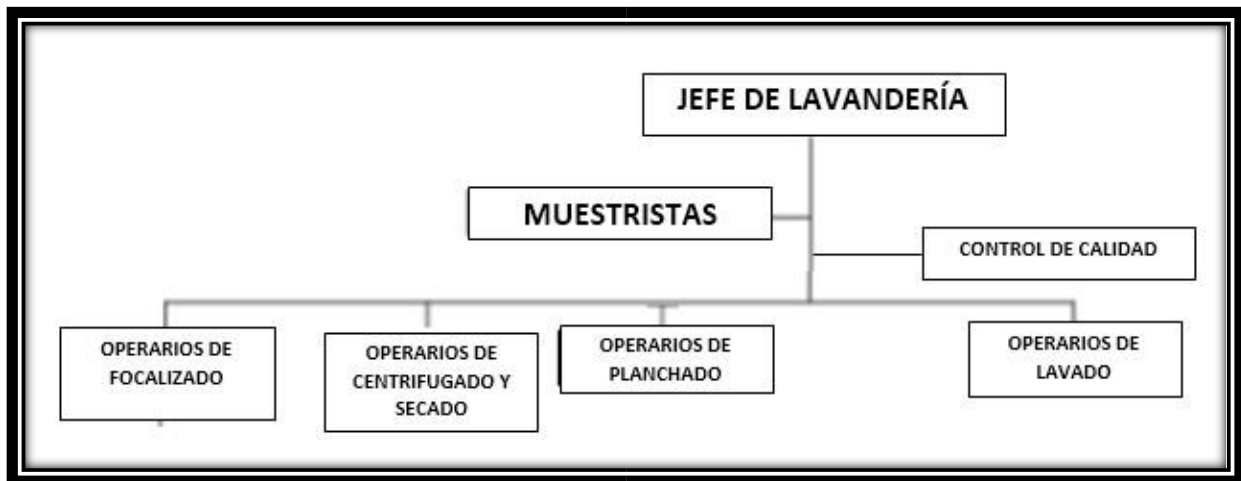 JEFE DE LAVANDERÍA
MUESTRISTAS
CONTROL DE CALIDAD
OPERARIOS DE
FOCALIZADO
OPERARIOS DE
CENTRIFUGADO Y
SECADO
OPERARIOS DE
PLANCHADO
OPERARIOS DE
LAVADO